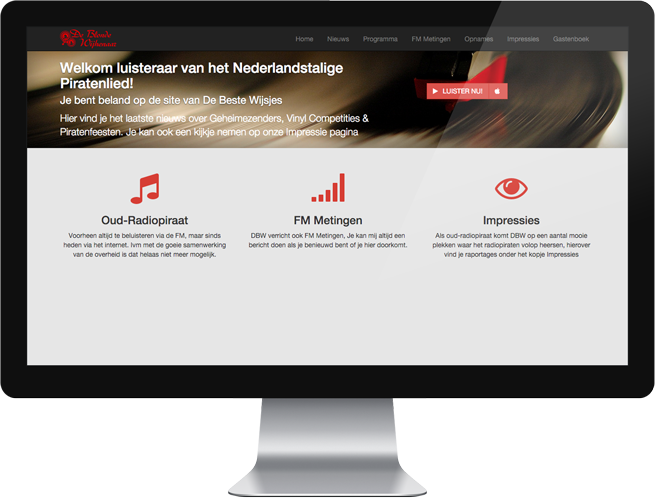 De Blonde
Wijkman
Home Nieuws Programma FM Metingen Opnames Impressies Gastenboek
Welkom luisteraar van het Nederlandstalige
Piratenlied!
Je bent beland op de site van De Beste Wijsjes
Hier vind je het laatste nieuws over Geheimezenders, Vinyl Competities &
Piratenfeesten. Je kan ook een kijkje nemen op onze Impressie pagina
LUISTER NU!
Oud-Radiopiraat
Voorheen altijd te beluisteren via de FM, maar sinds
heden via het internet. Ivm met de goeie samenwerking
van de overheid is dat helaas niet meer mogelijk.
FM Metingen
DBW verricht ook FM Metingen, Je kan mij altijd een
bericht doen als je benieuwd bent of je hier doorkomt.
Impressies
Als oud-radiopiraat komt DBW op een aantal mooie
plekken waar het radiopiraten volop heersen, hierover
vind je raportages onder het kopje Impressies